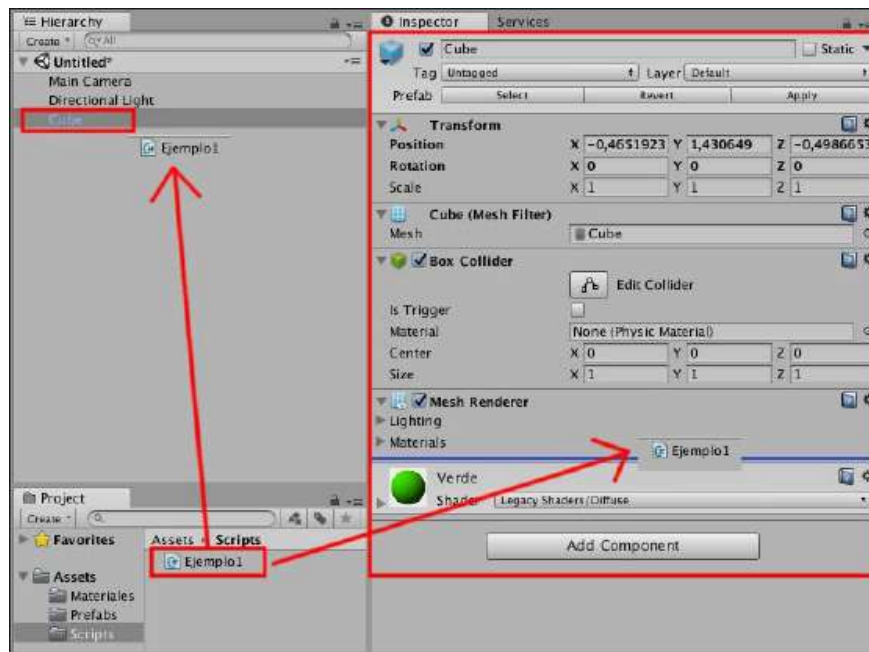 Hierarchy
Create
All
Untitled*
Main Camera
Directional Light
Cube
Ejemplo1
Inspector Services
Cube Static
Tag Untagged Layer Default
Prefab Select Revert Apply
Transform
Position X -0,4651923 Y 1,430649 Z -0,4986653
Rotation X 0 Y 0 Z 0
Scale X 1 Y 1 Z 1
Cube (Mesh Filter)
Mesh Cube
Box Collider
Edit Collider
Is Trigger
Material None (Physic Material)
Center X 0 Y 0 Z 0
Size X 1 Y 1 Z 1
Mesh Renderer
Lighting
Materials
Ejemplo1
Verde
Shader Legacy Shaders/Diffuse
Add Component
Project
Create
Favorites
Assets
Materiales
Prefabs
Scripts
Assets Scripts
Ejemplo1